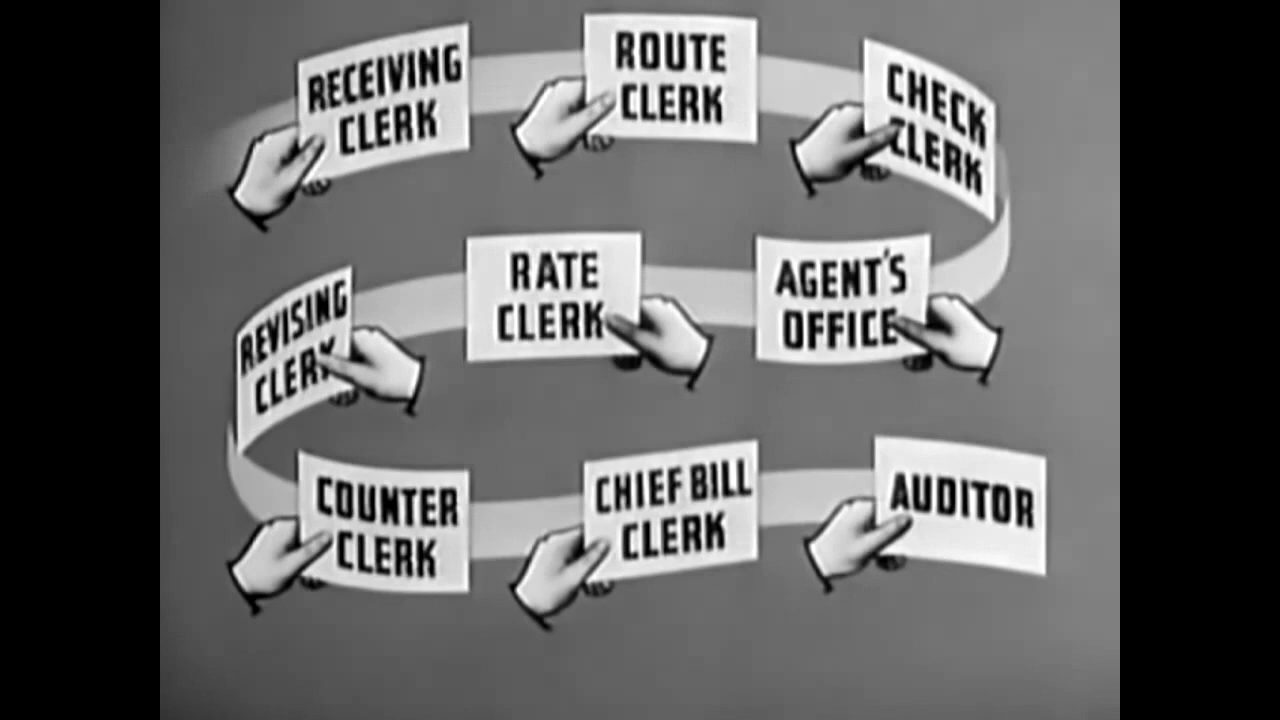 RECEIVING
CLERK
ROUTE
CLERK
CHECK
CLERK
AGENT'S
OFFICE
RATE
CLERK
REVISING
CLERK
COUNTER
CLERK
CHIEF BILL
CLERK
AUDITOR